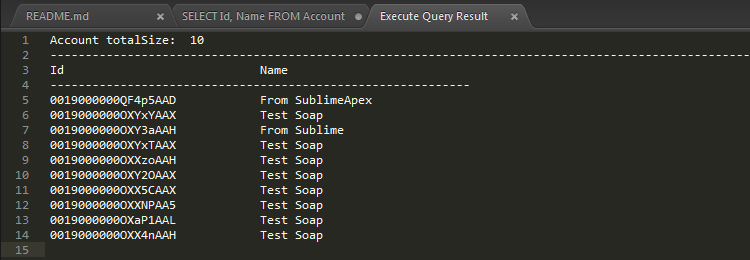 README.md SELECT Id, Name FROM Account Execute Query Result
1 Account totalSize: 10
2 ----------------------------------------------------------------------------------------------------
3 Id Name
4 ------------------------------------------------------------
5 0019000000QF4p5AAD From SublimeApex
6 0019000000OXYxYAAX Test Soap
7 0019000000OXY3aAAH From Sublime
8 0019000000OXYxTAAX Test Soap
9 0019000000OXXzoAAH Test Soap
10 0019000000OXY2OAAX Test Soap
11 0019000000OXX5CAAX Test Soap
12 0019000000OXXNPAA5 Test Soap
13 0019000000OXaP1AAL Test Soap
14 0019000000OXX4nAAH Test Soap
15